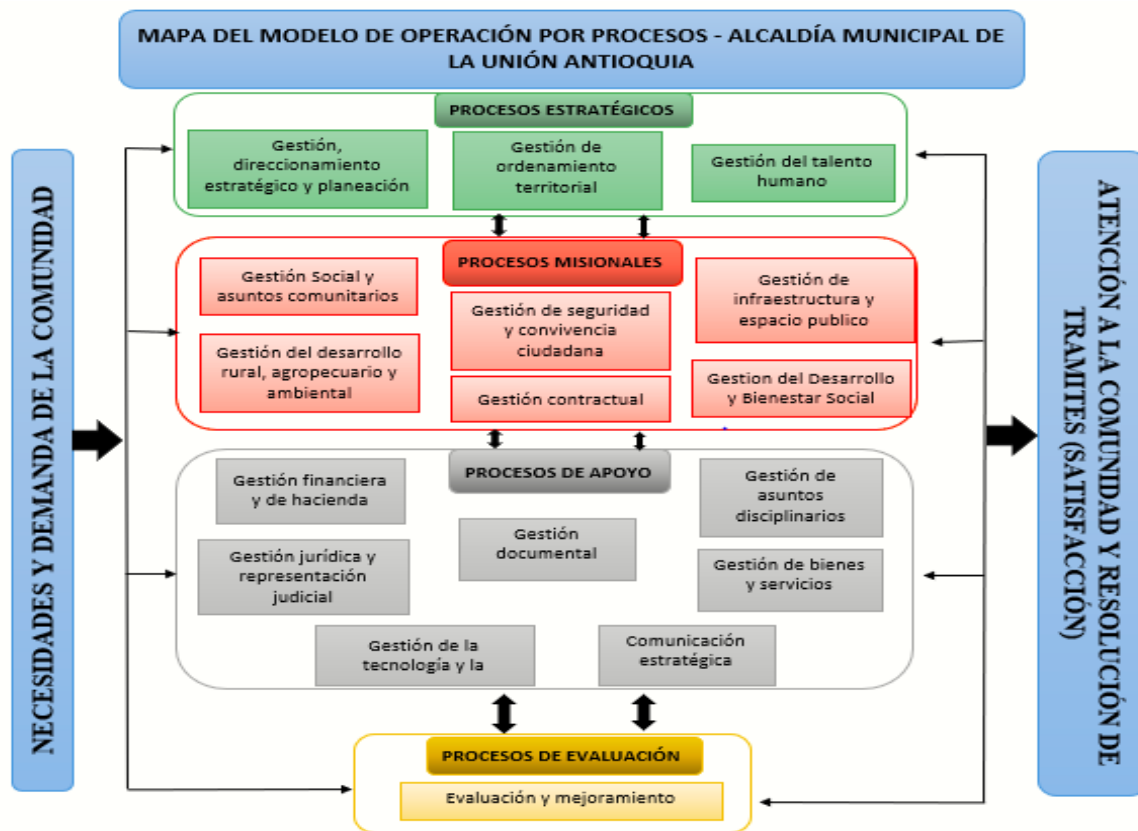 MAPA DEL MODELO DE OPERACIÓN POR PROCESOS - ALCALDÍA MUNICIPAL DE
LA UNIÓN ANTIOQUIA
NECESIDADES Y DEMANDA DE LA COMUNIDAD
PROCESOS ESTRATÉGICOS
Gestión,
direccionamiento
estratégico y planeación
Gestión de
ordenamiento
territorial
Gestión del talento
humano
PROCESOS MISIONALES
Gestión Social y
asuntos comunitarios
Gestión de seguridad
y convivencia
ciudadana
Gestión de
infraestructura y
espacio publico
Gestión del desarrollo
rural, agropecuario y
ambiental
Gestión contractual
Gestion del Desarrollo
y Bienestar Social
PROCESOS DE APOYO
Gestión financiera
y de hacienda
Gestión
documental
Gestión de
asuntos
disciplinarios
Gestión jurídica y
representación
judicial
Gestión de bienes
y servicios
Gestión de la
tecnología y la
Comunicación
estratégica
PROCESOS DE EVALUACIÓN
Evaluación y mejoramiento
ATENCIÓN A LA COMUNIDAD Y RESOLUCIÓN DE
TRAMITES (SATISFACCIÓN)